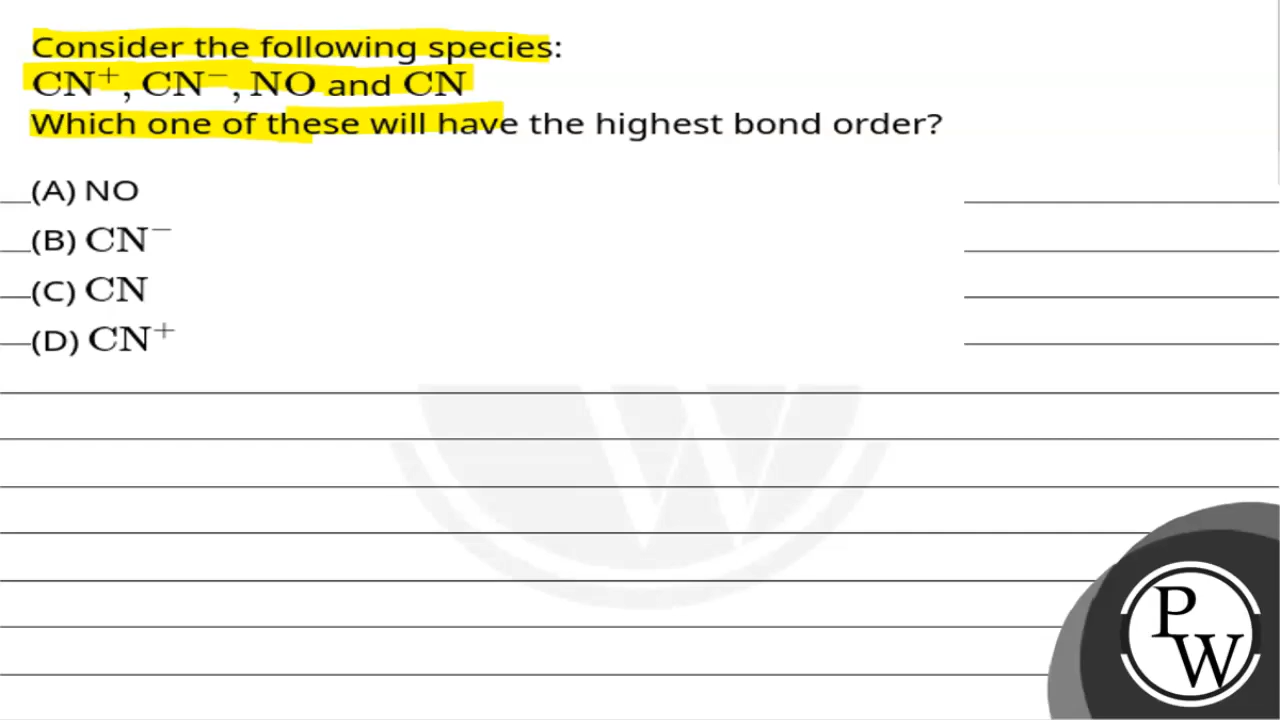 Consider the following species:
CN⁺, CN⁻, NO and CN
Which one of these will have the highest bond order?
(A) NO
(B) CN⁻
(C) CN
(D) CN⁺
P
W